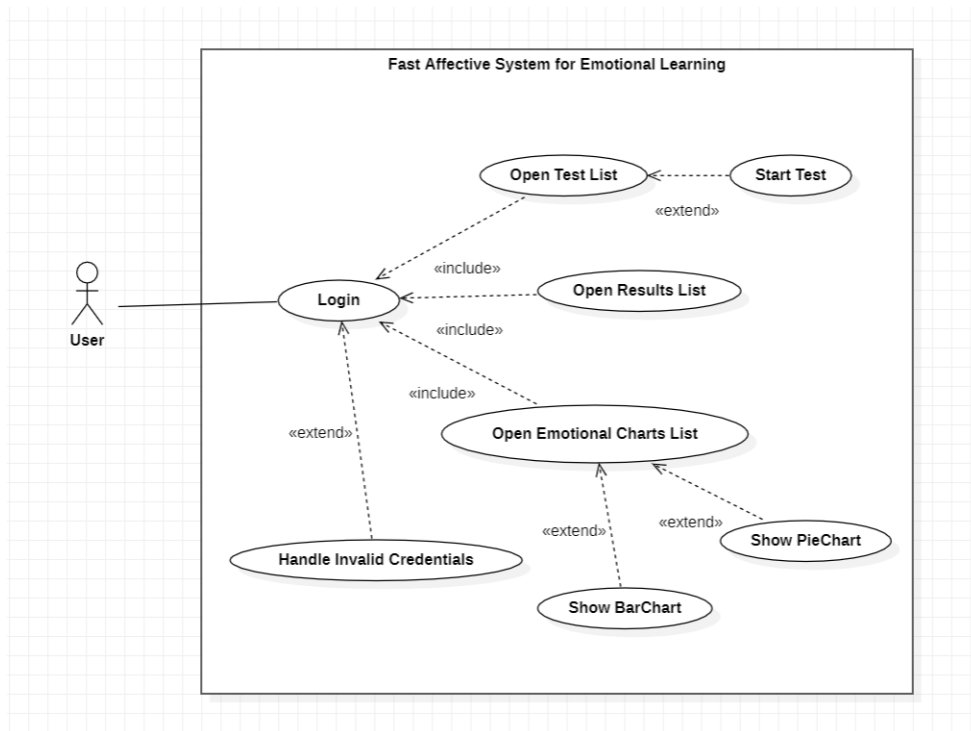 Fast Affective System for Emotional Learning
Open Test List
Start Test
«extend»
«include»
Open Results List
Login
User
«include»
«include»
«extend»
Open Emotional Charts List
«extend»
«extend»
Show PieChart
Handle Invalid Credentials
Show BarChart